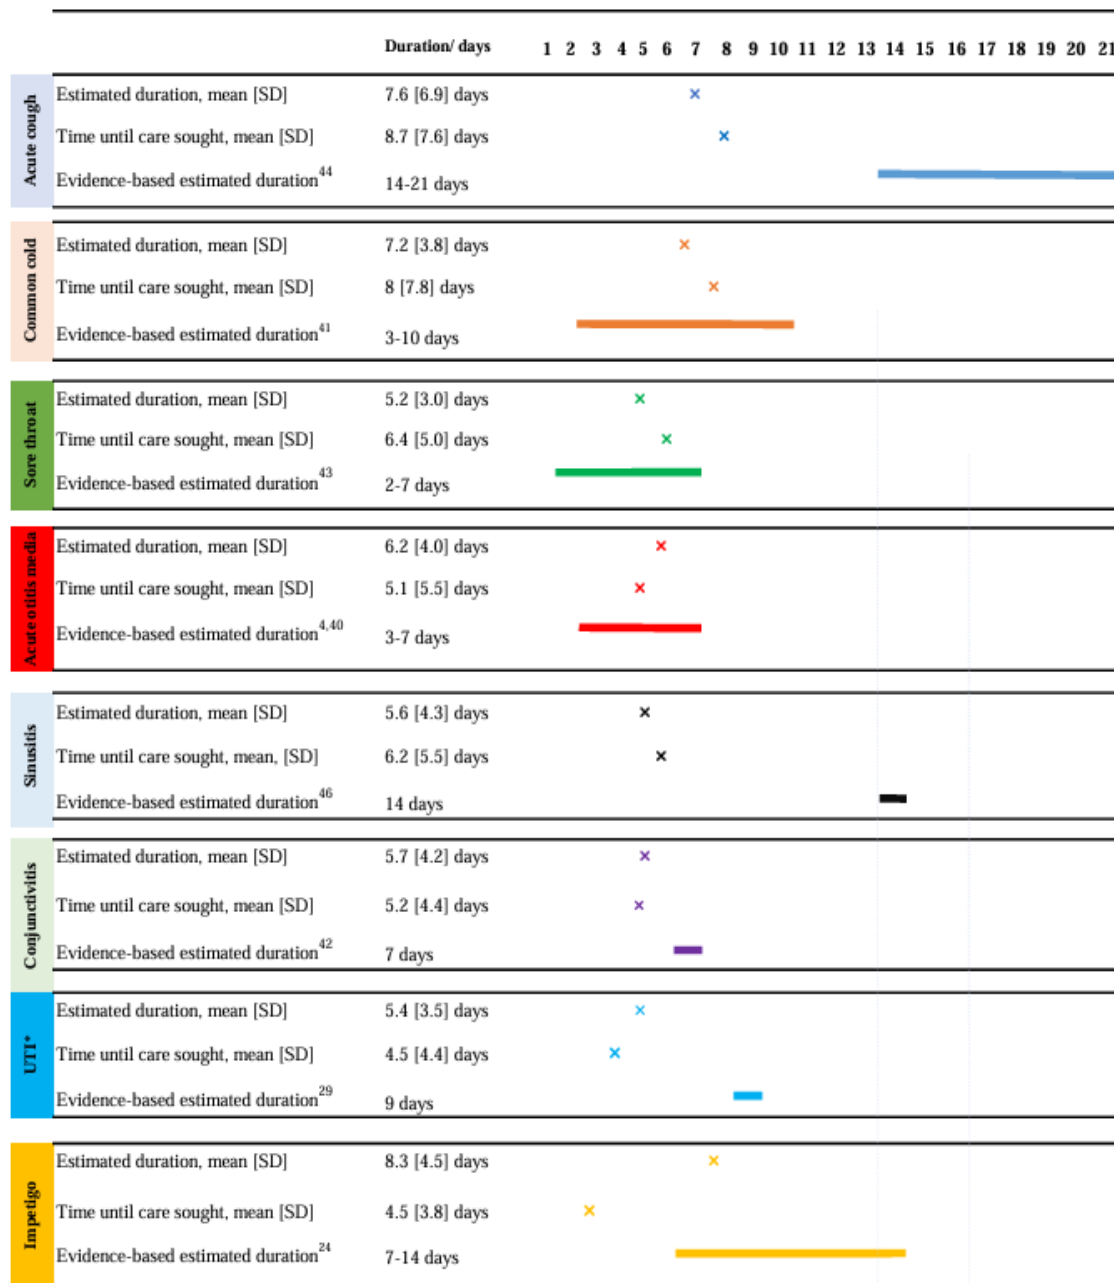 Duration/ days 1 2 3 4 5 6 7 8 9 10 11 12 13 14 15 16 17 18 19 20 21
Acute cough
Estimated duration, mean [SD] 7.6 [6.9] days
Time until care sought, mean [SD] 8.7 [7.6] days
Evidence-based estimated duration44 14-21 days
Common cold
Estimated duration, mean [SD] 7.2 [3.8] days
Time until care sought, mean [SD] 8 [7.8] days
Evidence-based estimated duration41 3-10 days
Sore throat
Estimated duration, mean [SD] 5.2 [3.0] days
Time until care sought, mean [SD] 6.4 [5.0] days
Evidence-based estimated duration43 2-7 days
Acute otitis media
Estimated duration, mean [SD] 6.2 [4.0] days
Time until care sought, mean [SD] 5.1 [5.5] days
Evidence-based estimated duration4,40 3-7 days
Sinusitis
Estimated duration, mean [SD] 5.6 [4.3] days
Time until care sought, mean, [SD] 6.2 [5.5] days
Evidence-based estimated duration46 14 days
Conjunctivitis
Estimated duration, mean [SD] 5.7 [4.2] days
Time until care sought, mean [SD] 5.2 [4.4] days
Evidence-based estimated duration42 7 days
UTI*
Estimated duration, mean [SD] 5.4 [3.5] days
Time until care sought, mean [SD] 4.5 [4.4] days
Evidence-based estimated duration29 9 days
Impetigo
Estimated duration, mean [SD] 8.3 [4.5] days
Time until care sought, mean [SD] 4.5 [3.8] days
Evidence-based estimated duration24 7-14 days